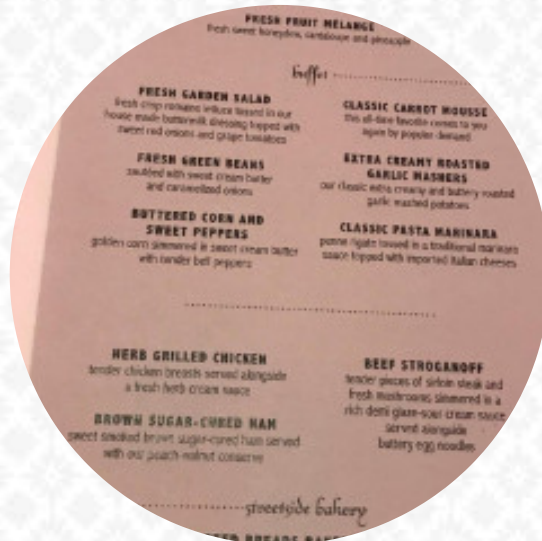 FRESH FRUIT MÉLANGE
fresh sweet honeydew, cantaloupe and pineapple
buffet
FRESH GARDEN SALAD
fresh crisp romaine lettuce tossed in our
house made buttermilk dressing topped with
sweet red onions and grape tomatoes
FRESH GREEN BEANS
sautéed with sweet cream butter
and caramelized onions
BUTTERED CORN AND
SWEET PEPPERS
golden corn simmered in sweet cream butter
with tender bell peppers
CLASSIC CARROT MOUSSE
this all-time favorite comes to you
again by popular demand
EXTRA CREAMY ROASTED
GARLIC MASHERS
our classic extra creamy and buttery roasted
garlic mashed potatoes
CLASSIC PASTA MARINARA
penne rigate tossed in a traditional marinara
sauce topped with imported Italian cheeses
HERB GRILLED CHICKEN
tender chicken breasts served alongside
a fresh herb cream sauce
BROWN SUGAR-CURED HAM
sweet smoked brown sugar-cured ham served
with our peach-walnut conserve
BEEF STROGANOFF
tender pieces of sirloin steak and
fresh mushrooms simmered in a
rich demi glaze-sour cream sauce
served alongside
buttery egg noodles
streetside bakery
BREADS